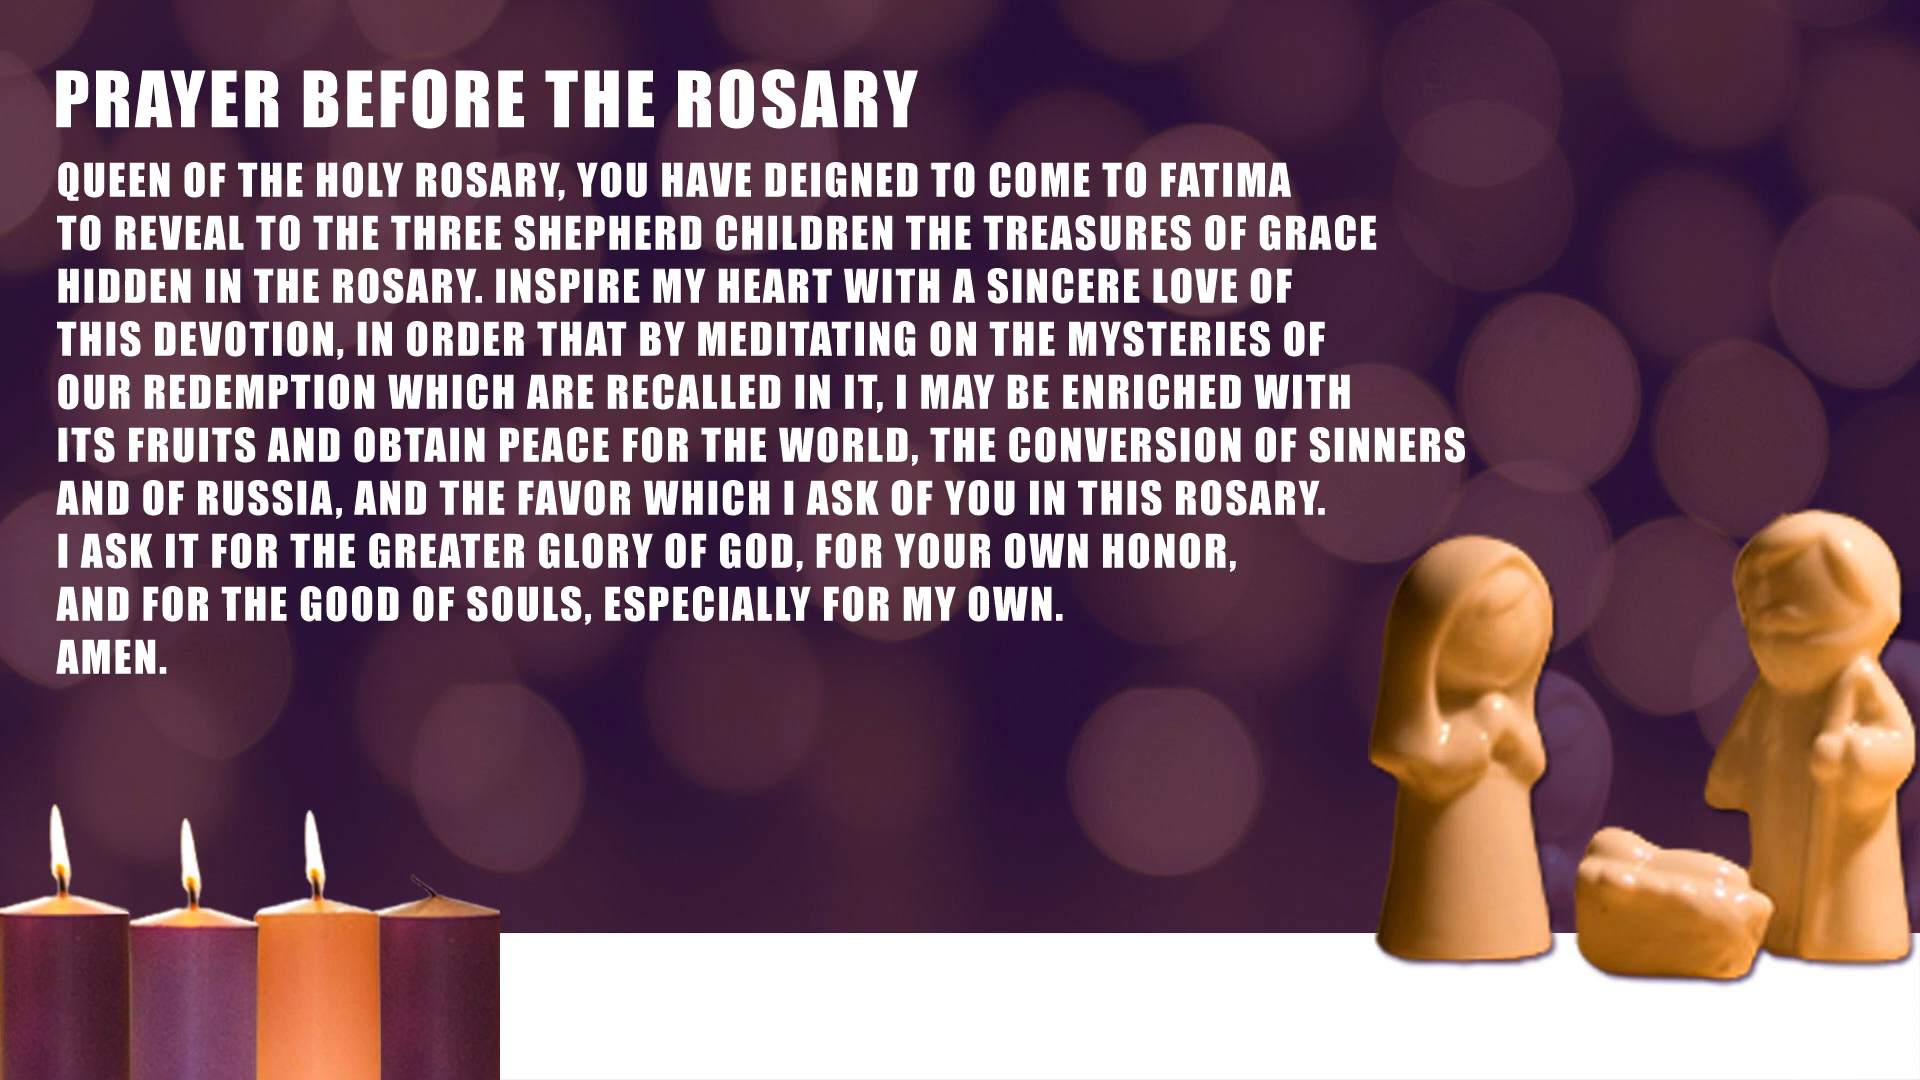 PRAYER BEFORE THE ROSARY
QUEEN OF THE HOLY ROSARY, YOU HAVE DEIGNED TO COME TO FATIMA
TO REVEAL TO THE THREE SHEPHERD CHILDREN THE TREASURES OF GRACE
HIDDEN IN THE ROSARY. INSPIRE MY HEART WITH A SINCERE LOVE OF
THIS DEVOTION, IN ORDER THAT BY MEDITATING ON THE MYSTERIES OF
OUR REDEMPTION WHICH ARE RECALLED IN IT, I MAY BE ENRICHED WITH
ITS FRUITS AND OBTAIN PEACE FOR THE WORLD, THE CONVERSION OF SINNERS
AND OF RUSSIA, AND THE FAVOR WHICH I ASK OF YOU IN THIS ROSARY.
I ASK IT FOR THE GREATER GLORY OF GOD, FOR YOUR OWN HONOR,
AND FOR THE GOOD OF SOULS, ESPECIALLY FOR MY OWN.
AMEN.